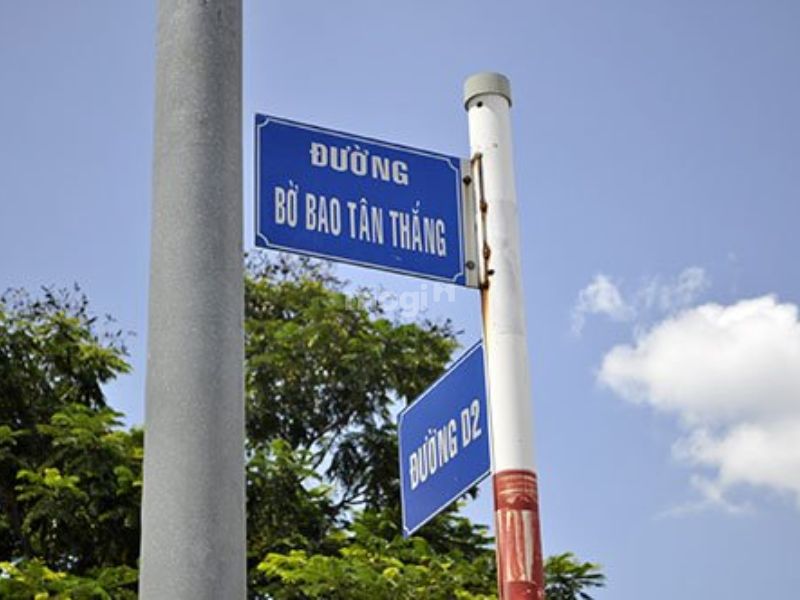 ĐƯỜNG
BỜ BAO TÂN THẮNG
ĐƯỜNG D2